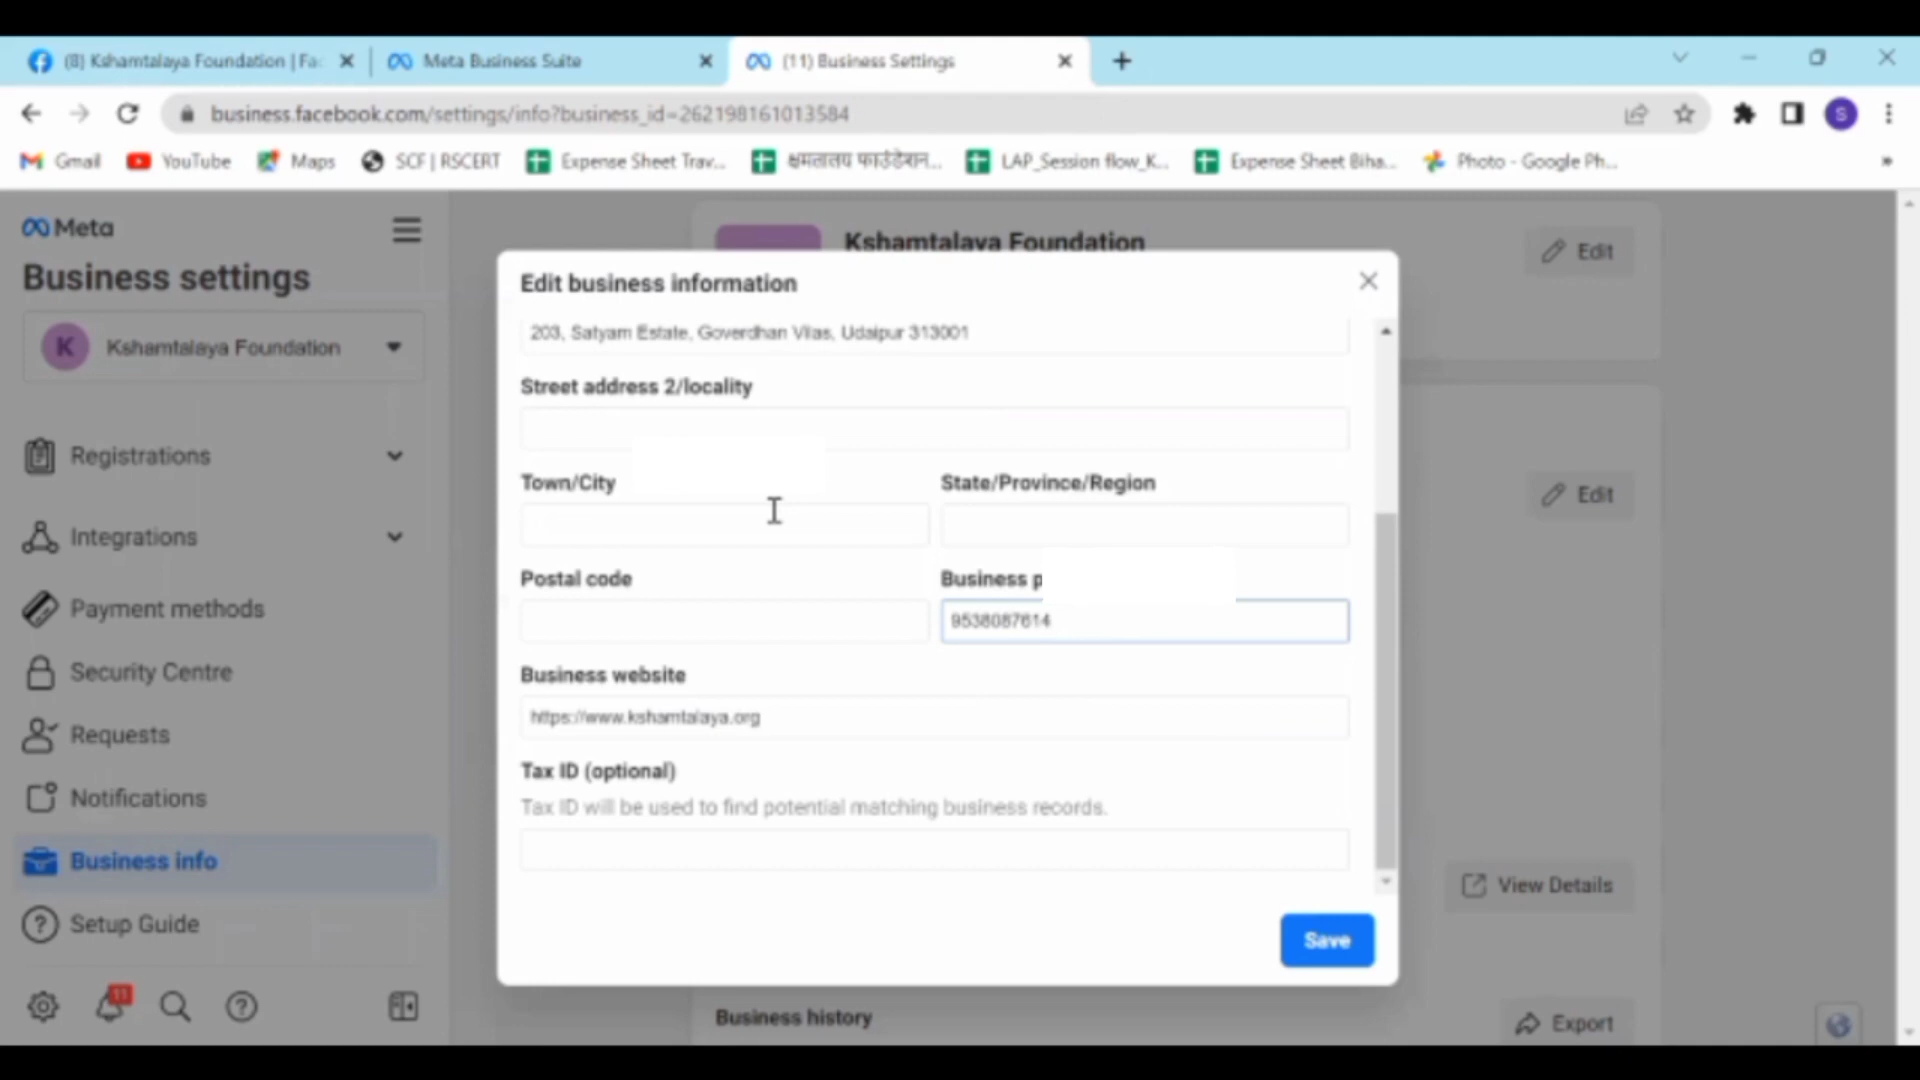 (8) Kshamtalaya Foundation | Fa
Meta Business Suite
(11) Business Settings
business.facebook.com/settings/info?business_id=262198161013584
S
Gmail
YouTube
Maps
SCF | RSCERT
Expense Sheet Trav...
क्षमतालय फाउंडेशन...
LAP_Session flow_K...
Expense Sheet Biha...
Photo - Google Ph...
»
Meta
Business settings
K
Kshamtalaya Foundation
Registrations
Integrations
Payment methods
Security Centre
Requests
Notifications
Business info
Setup Guide
11
Kshamtalaya Foundation
Edit
Edit business information
203, Satyam Estate, Goverdhan Vilas, Udaipur 313001
Street address 2/locality
Town/City
State/Province/Region
Postal code
Business p
9538087614
Business website
https://www.kshamtalaya.org
Tax ID (optional)
Tax ID will be used to find potential matching business records.
Save
Edit
View Details
Business history
Export